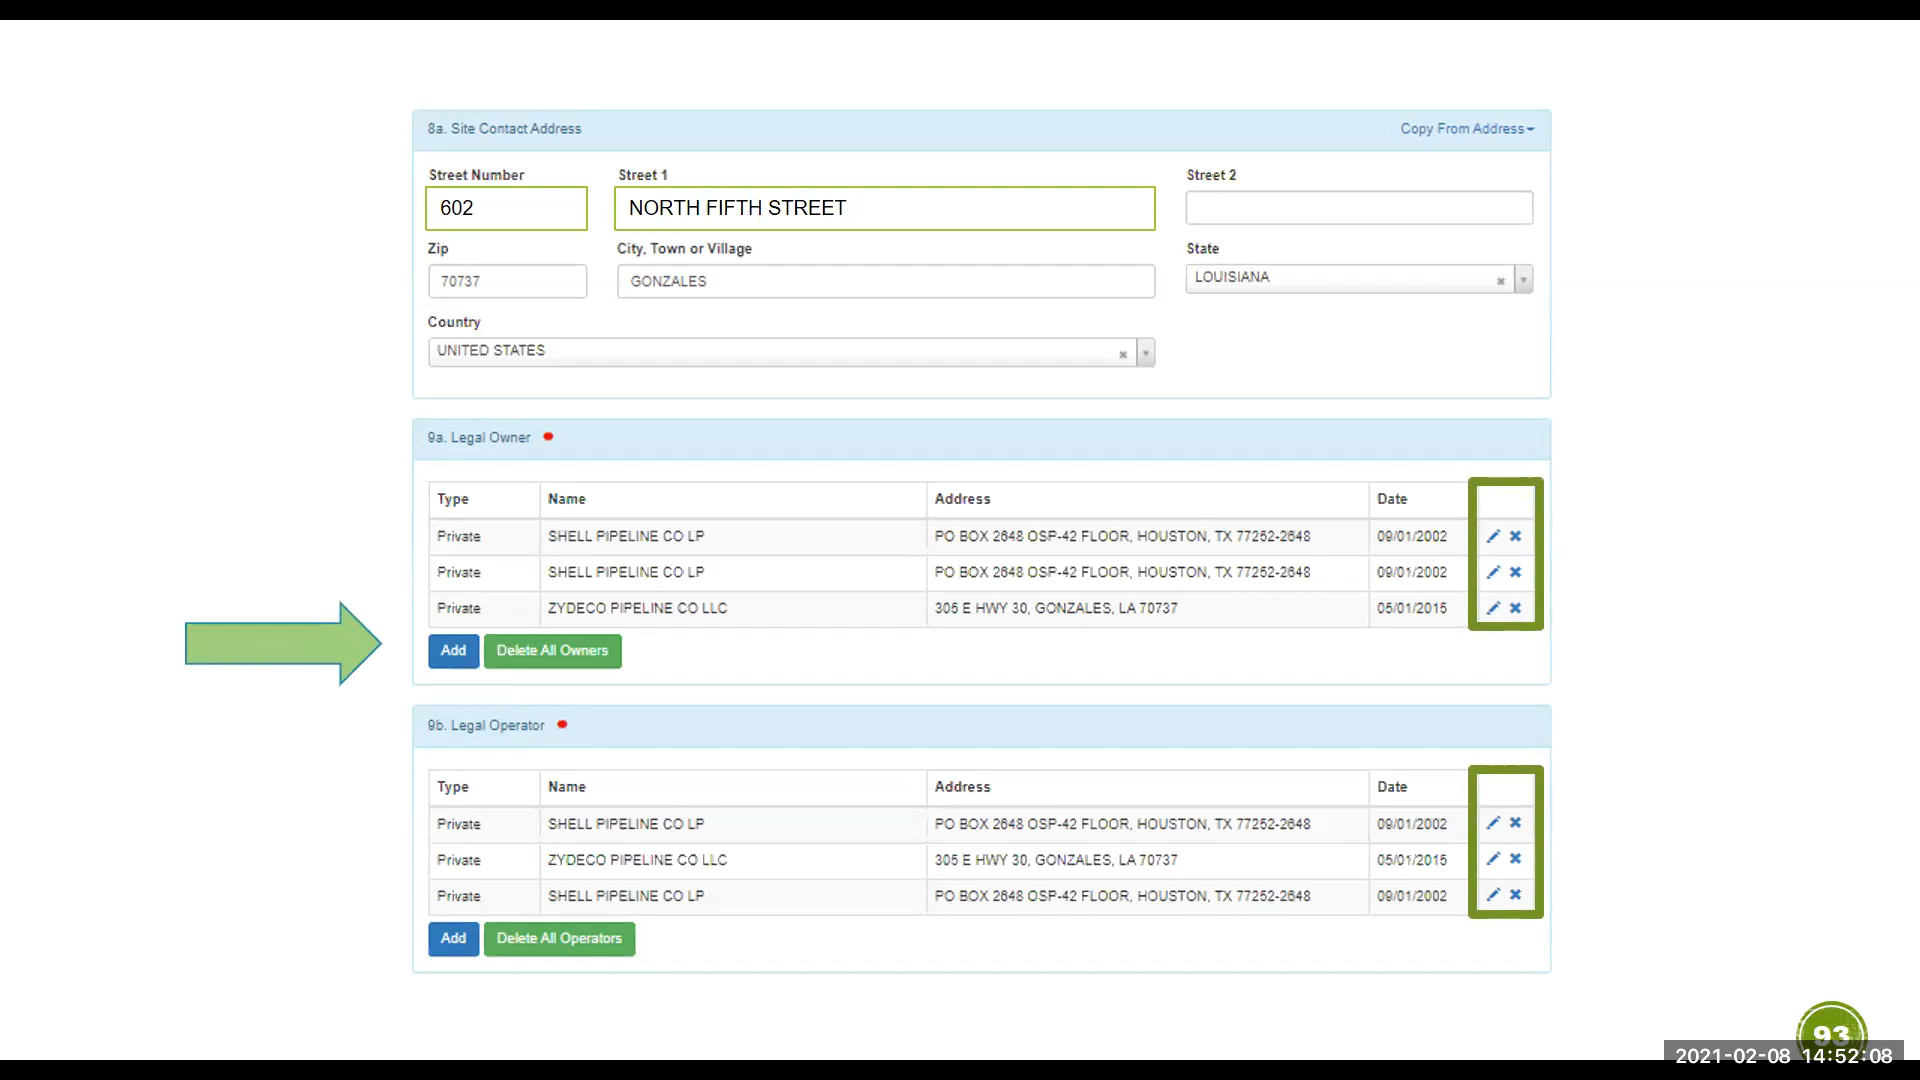 8a. Site Contact Address Copy From Address
Street Number Street 1 Street 2
602 NORTH FIFTH STREET
Zip City, Town or Village State
70737 GONZALES LOUISIANA
Country
UNITED STATES
9a. Legal Owner
Type Name Address Date
Private SHELL PIPELINE CO LP PO BOX 2648 OSP-42 FLOOR, HOUSTON, TX 77252-2648 09/01/2002
Private SHELL PIPELINE CO LP PO BOX 2648 OSP-42 FLOOR, HOUSTON, TX 77252-2648 09/01/2002
Private ZYDECO PIPELINE CO LLC 305 E HWY 30, GONZALES, LA 70737 05/01/2015
Add Delete All Owners
9b. Legal Operator
Type Name Address Date
Private SHELL PIPELINE CO LP PO BOX 2648 OSP-42 FLOOR, HOUSTON, TX 77252-2648 09/01/2002
Private ZYDECO PIPELINE CO LLC 305 E HWY 30, GONZALES, LA 70737 05/01/2015
Private SHELL PIPELINE CO LP PO BOX 2648 OSP-42 FLOOR, HOUSTON, TX 77252-2648 09/01/2002
Add Delete All Operators
93
2021-02-08 14:52:08